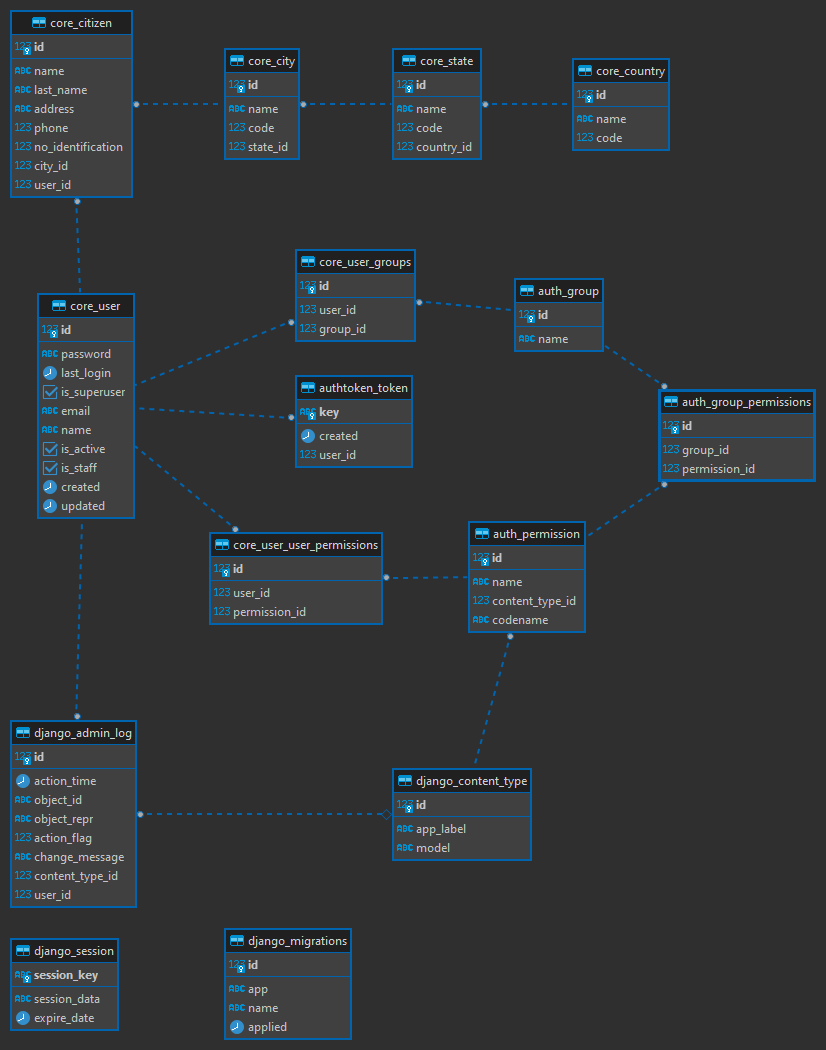 core_citizen
123 id
ABC name
ABC last_name
ABC address
123 phone
123 no_identification
123 city_id
123 user_id
core_city
123 id
ABC name
123 code
123 state_id
core_state
123 id
ABC name
123 code
123 country_id
core_country
123 id
ABC name
123 code
core_user
123 id
ABC password
last_login
is_superuser
ABC email
ABC name
is_active
is_staff
created
updated
core_user_groups
123 id
123 user_id
123 group_id
auth_group
123 id
ABC name
authtoken_token
ABC key
created
123 user_id
auth_group_permissions
123 id
123 group_id
123 permission_id
core_user_user_permissions
123 id
123 user_id
123 permission_id
auth_permission
123 id
ABC name
123 content_type_id
ABC codename
django_admin_log
123 id
action_time
ABC object_id
ABC object_repr
123 action_flag
ABC change_message
123 content_type_id
123 user_id
django_content_type
123 id
ABC app_label
ABC model
django_session
ABC session_key
ABC session_data
expire_date
django_migrations
123 id
ABC app
ABC name
applied